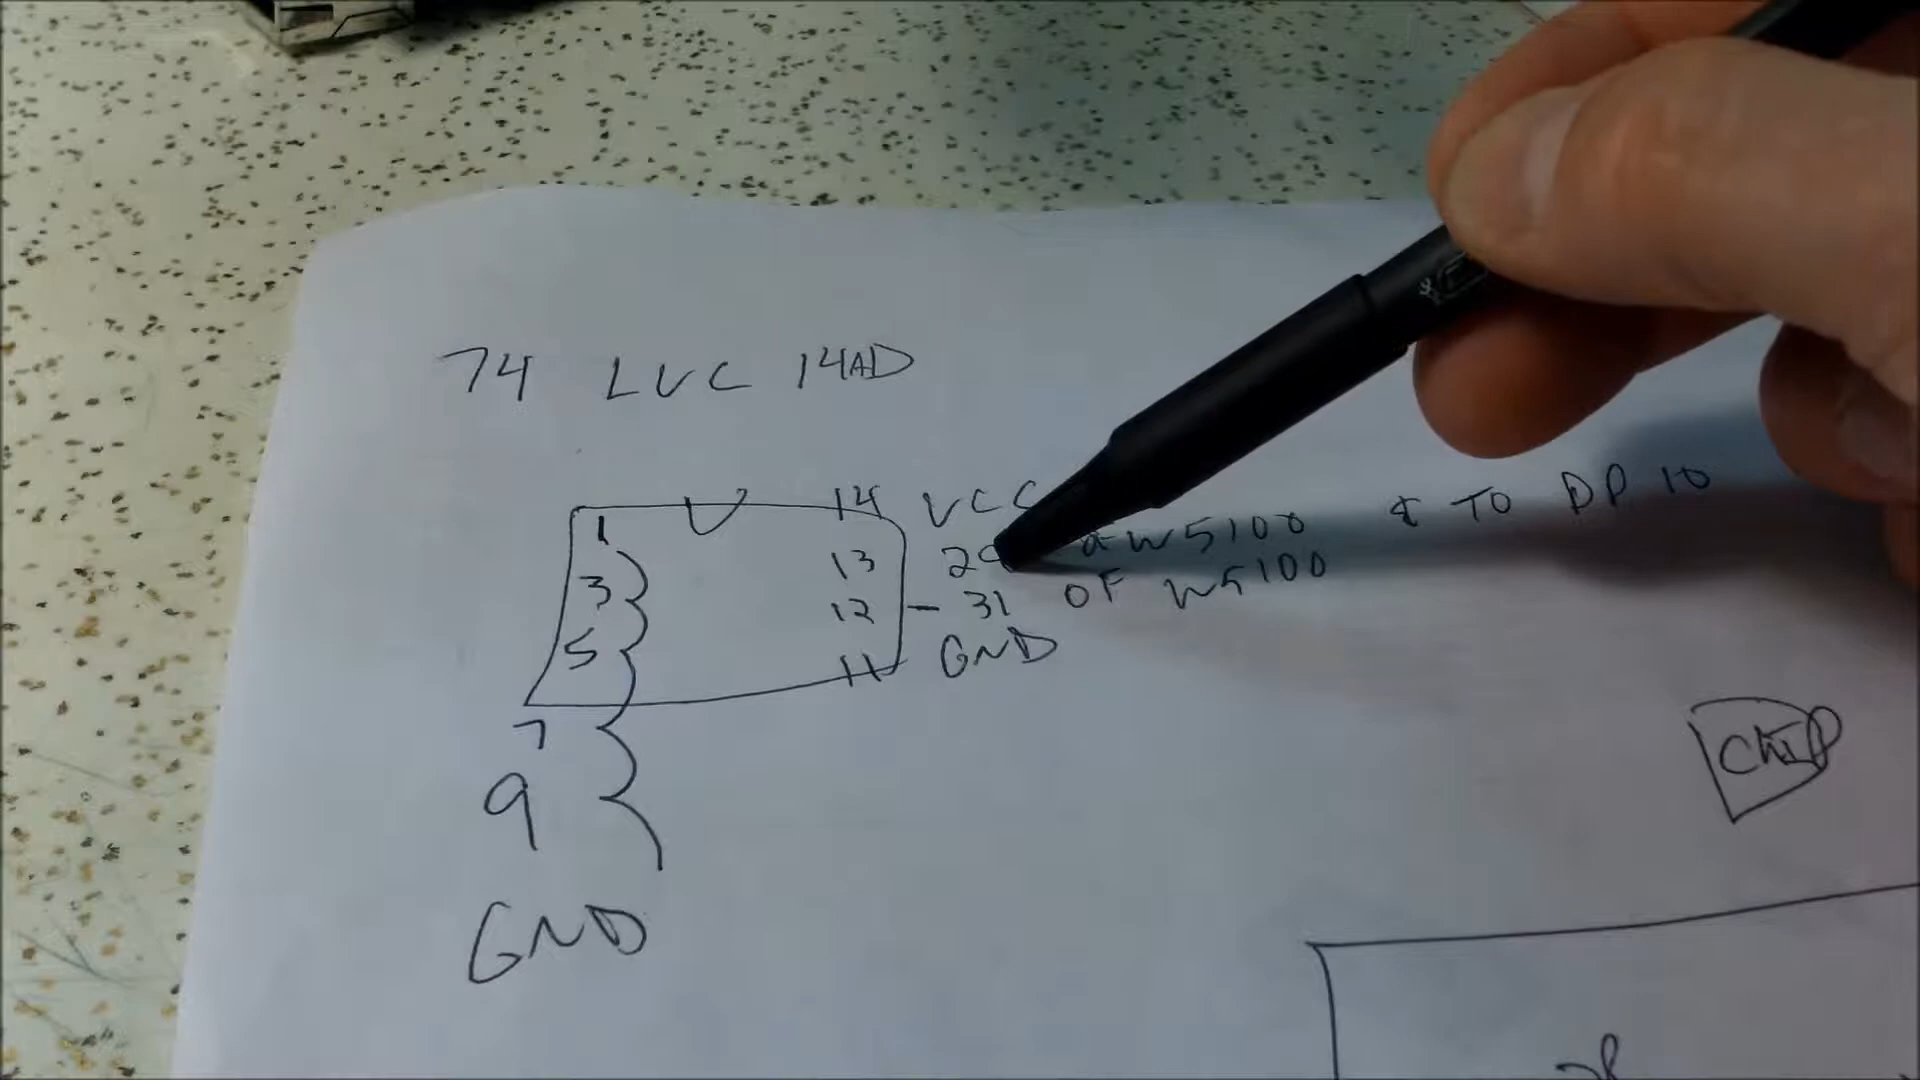 74 LVC 14AD
1 14 VCC
13 29 W5100 & TO DP 10
3 12 - 31 OF W5100
5 11 GND
7
9
GND
CHIP